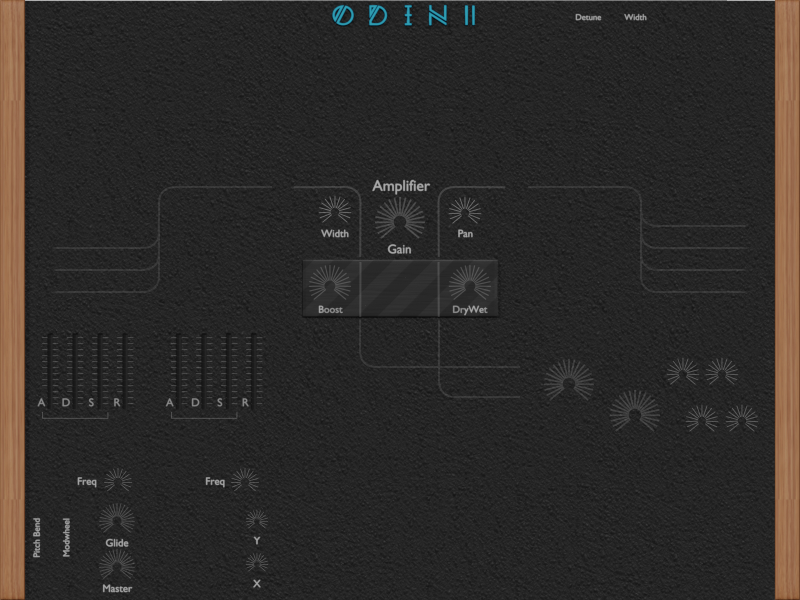 ODIN II
Detune Width
Amplifier
Width Pan
Gain
Boost DryWet
A D S R A D S R
Freq Freq
Pitch Bend
Modwheel
Glide
Y
Master
X